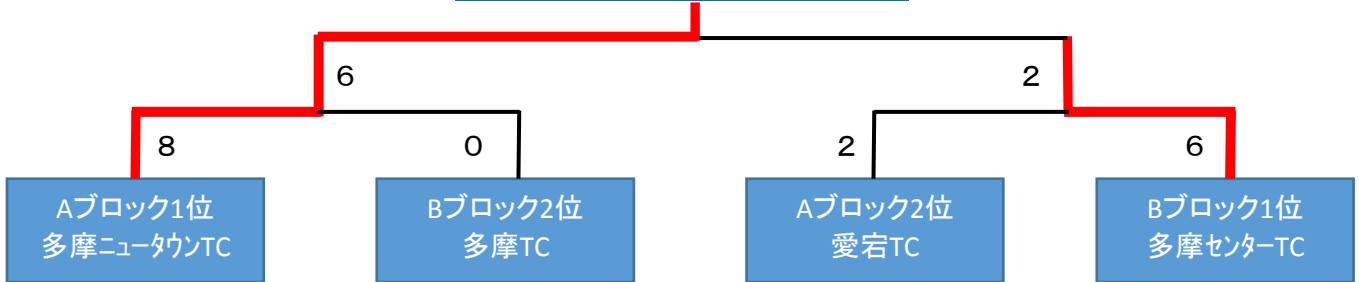 6
2
8
0
2
6
Aブロック1位
多摩ニュータウンTC
Bブロック2位
多摩TC
Aブロック2位
愛宕TC
Bブロック1位
多摩センターTC